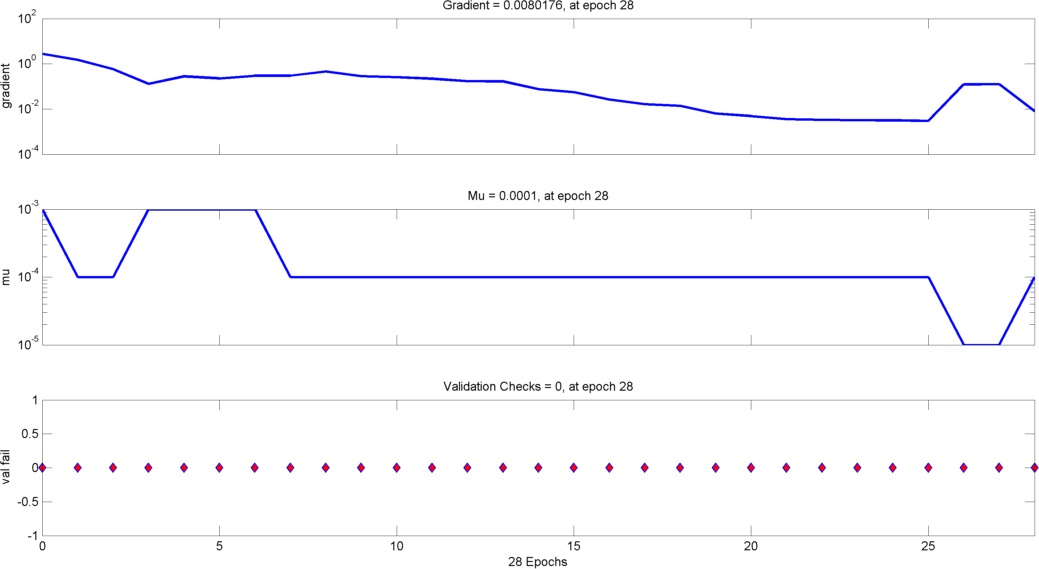 Gradient = 0.0080176, at epoch 28
10^2
10^0
10^-2
10^-4
gradient
Mu = 0.0001, at epoch 28
10^-3
10^-4
10^-5
mu
Validation Checks = 0, at epoch 28
1
0.5
0
-0.5
-1
val fail
0 5 10 15 20 25
28 Epochs